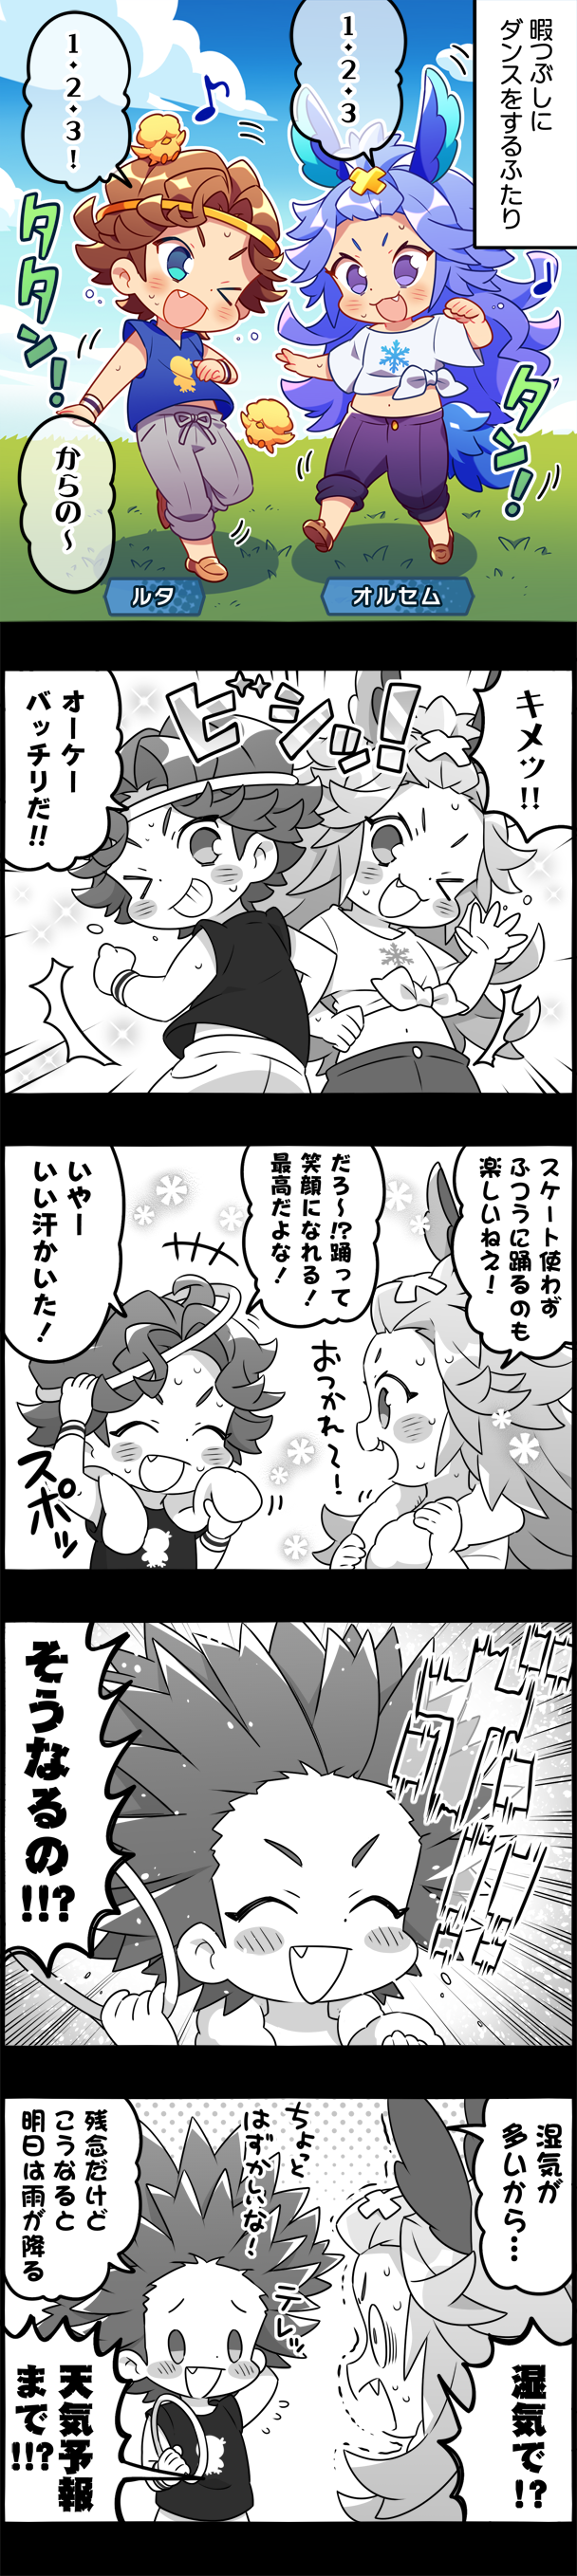 暇つぶしに
ダンスをするふたり
1・2・3
1・2・3!
タタン!
タン!
からの~
ルタ
オルセム
キメッ!!
ビシッ!!
オーケー
バッチリだ!!
スケート使わず
ふつうに踊るのも
楽しいねえ!
だろ~!?踊って
笑顔になれる!
最高だよな!
おつかれ~!
いやー
いい汗かいた!
スポッ
そうなるの!!?
湿気が
多いから…
湿気で!?
ちょっと
はずかしいな!
テレッ
残念だけど
こうなると
明日は雨が降る
天気予報
まで!!?